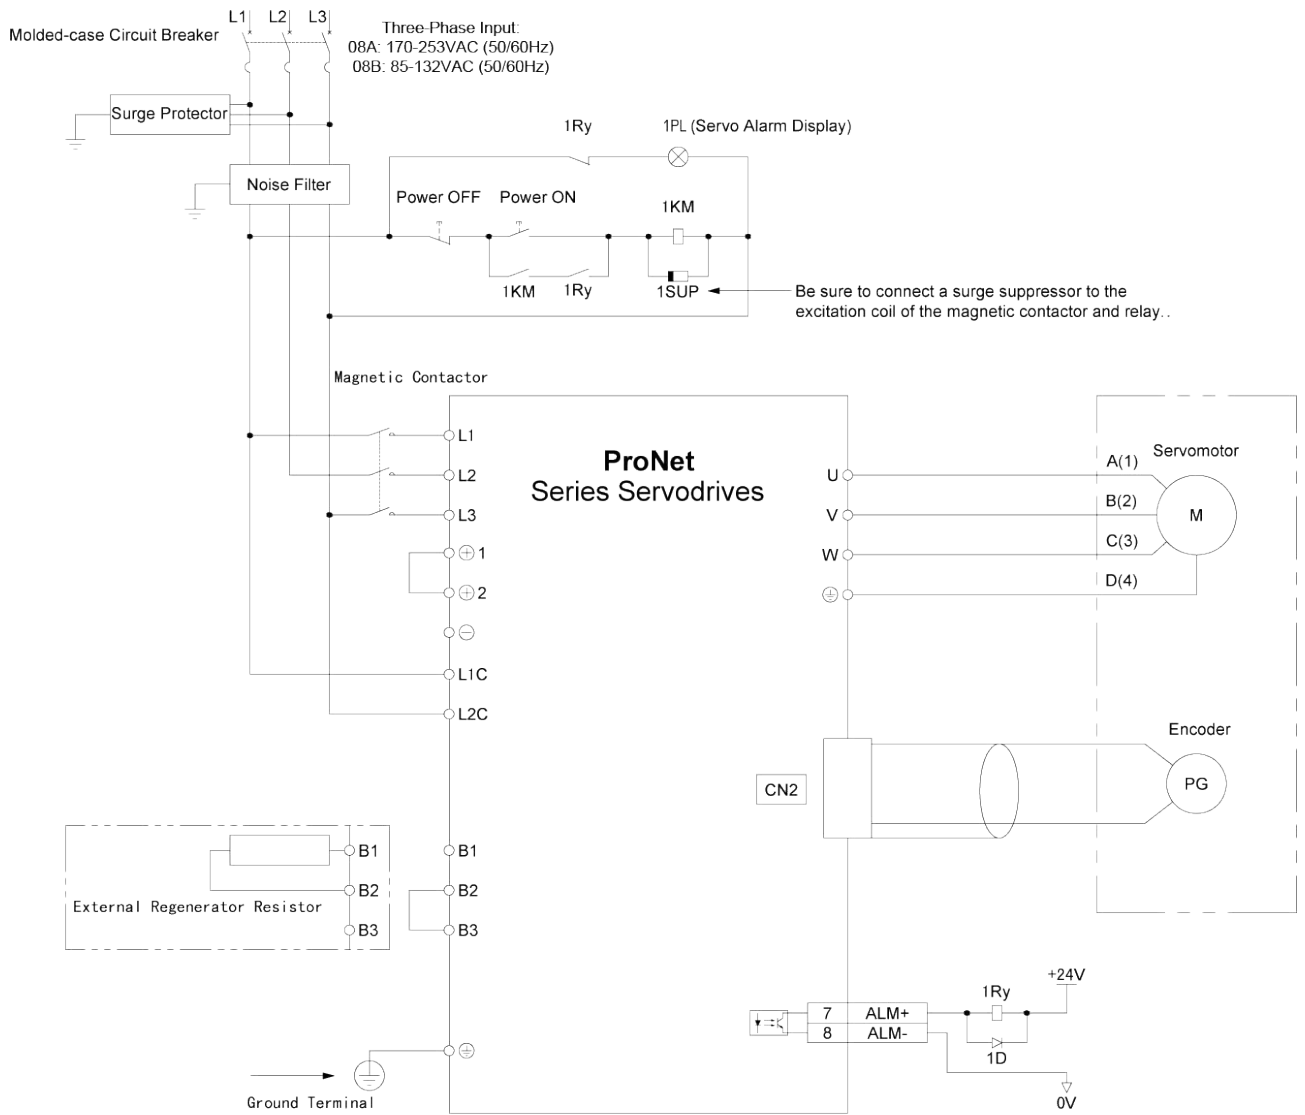 L1 L2 L3
Molded-case Circuit Breaker
Three-Phase Input:
08A: 170-253VAC (50/60Hz)
08B: 85-132VAC (50/60Hz)
Surge Protector
1Ry
1PL (Servo Alarm Display)
Noise Filter
Power OFF
Power ON
1KM
1KM
1Ry
1SUP
Be sure to connect a surge suppressor to the
excitation coil of the magnetic contactor and relay..
Magnetic Contactor
L1
L2
L3
1
2
L1C
L2C
ProNet
Series Servodrives
U
V
W
A(1)
B(2)
C(3)
D(4)
Servomotor
M
Encoder
PG
CN2
B1
B2
B3
External Regenerator Resistor
B1
B2
B3
+24V
1Ry
7 ALM+
8 ALM-
1D
0V
Ground Terminal